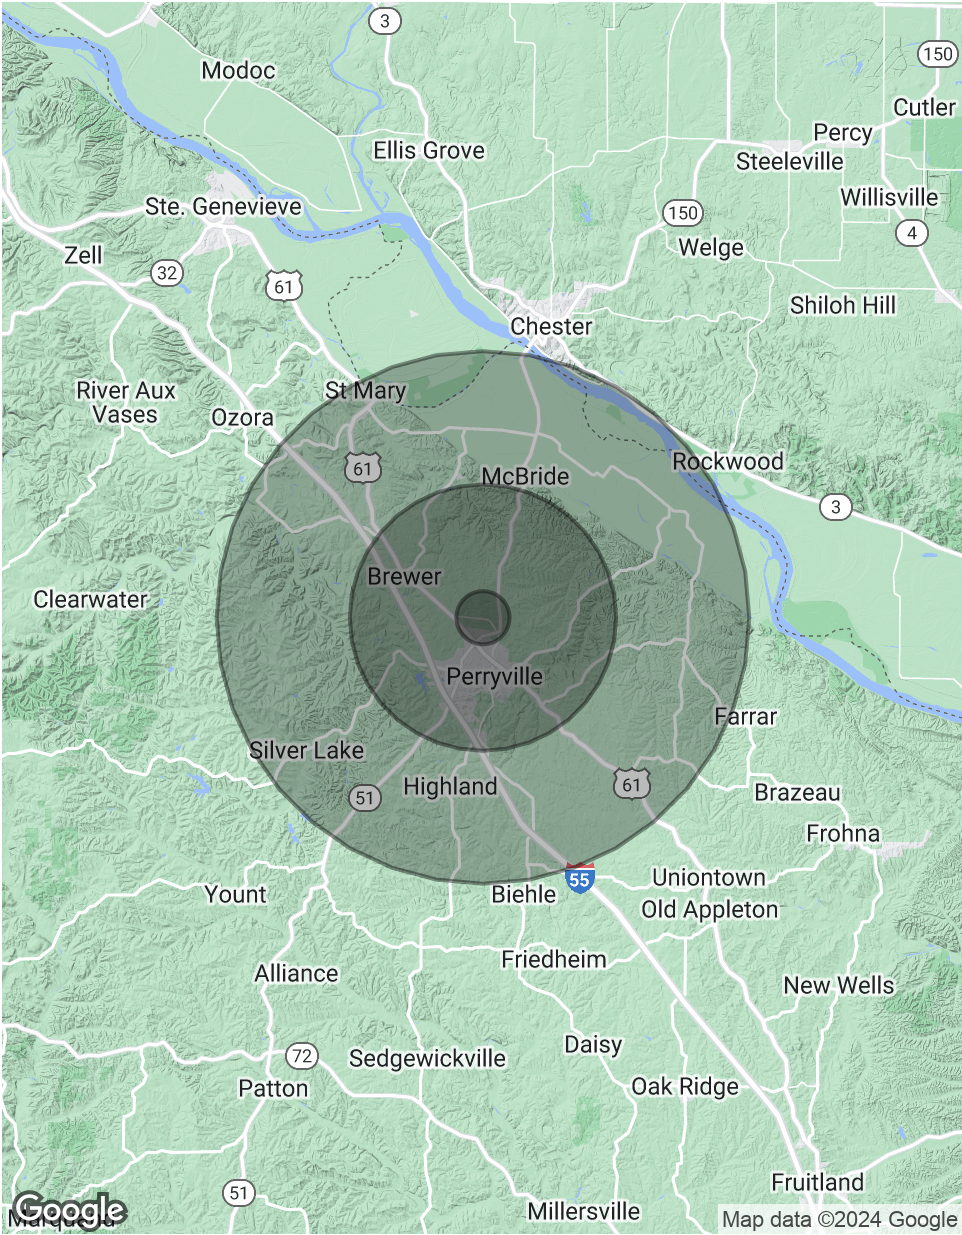 3
150
Modoc
Cutler
Percy
Ellis Grove
Steeleville
Willisville
Ste. Genevieve
150
4
Welge
Zell
32
61
Shiloh Hill
Chester
River Aux
Vases
St Mary
Ozora
61
McBride
Rockwood
3
Brewer
Clearwater
Perryville
Farrar
Silver Lake
Highland
61
51
Brazeau
Frohna
55
Uniontown
Yount
Biehle
Old Appleton
Friedheim
Alliance
New Wells
Daisy
72
Sedgewickville
Patton
Oak Ridge
Fruitland
51
Google
Millersville
Map data ©2024 Google